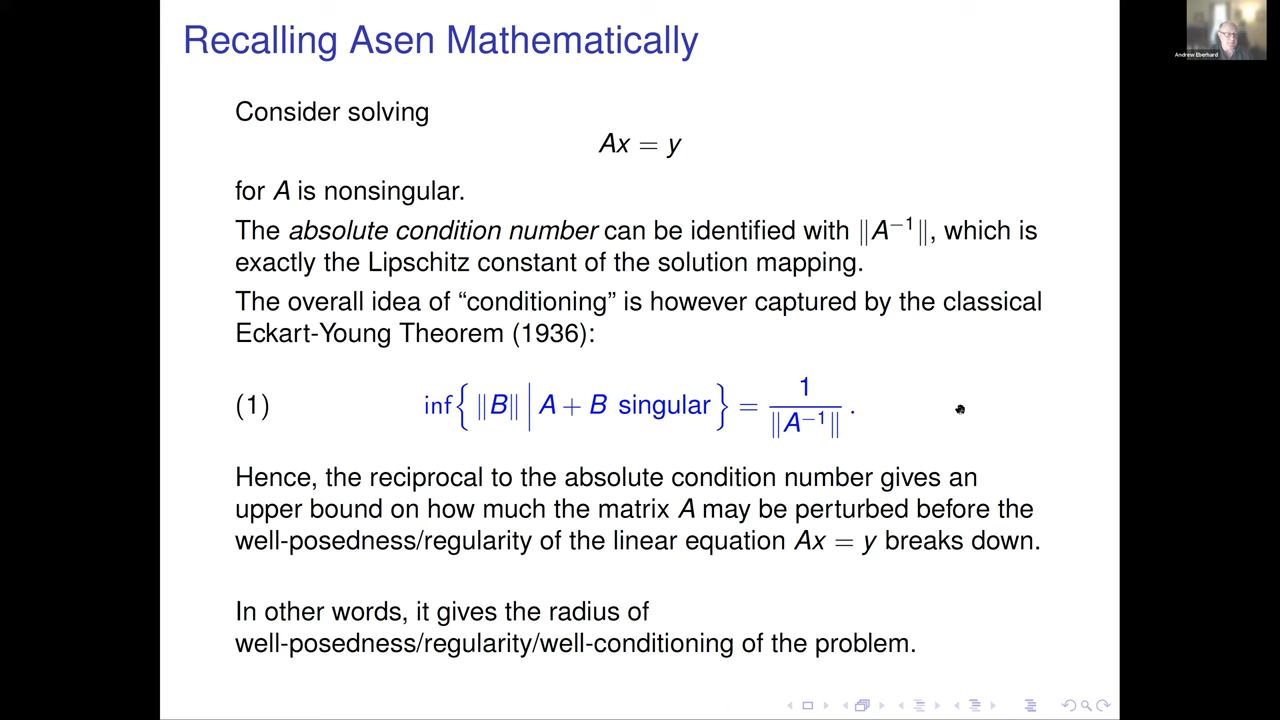 Recalling Asen Mathematically
Andrew Eberhard
Consider solving
Ax = y
for A is nonsingular.
The absolute condition number can be identified with ‖A⁻¹‖, which is
exactly the Lipschitz constant of the solution mapping.
The overall idea of “conditioning” is however captured by the classical
Eckart-Young Theorem (1936):
(1) inf{ ‖B‖ | A + B singular } = 1 / ‖A⁻¹‖ .
Hence, the reciprocal to the absolute condition number gives an
upper bound on how much the matrix A may be perturbed before the
well-posedness/regularity of the linear equation Ax = y breaks down.
In other words, it gives the radius of
well-posedness/regularity/well-conditioning of the problem.